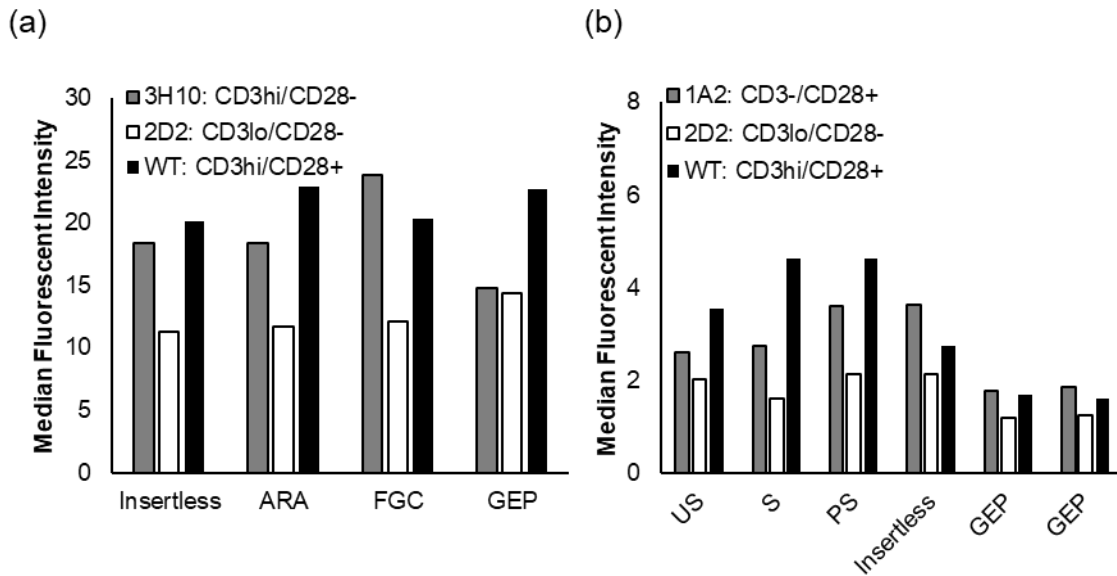 (a)
3H10: CD3hi/CD28-
2D2: CD3lo/CD28-
WT: CD3hi/CD28+
Median Fluorescent Intensity
30
25
20
15
10
5
0
Insertless ARA FGC GEP
(b)
1A2: CD3-/CD28+
2D2: CD3lo/CD28-
WT: CD3hi/CD28+
Median Fluorescent Intensity
8
6
4
2
0
US S PS Insertless GEP GEP